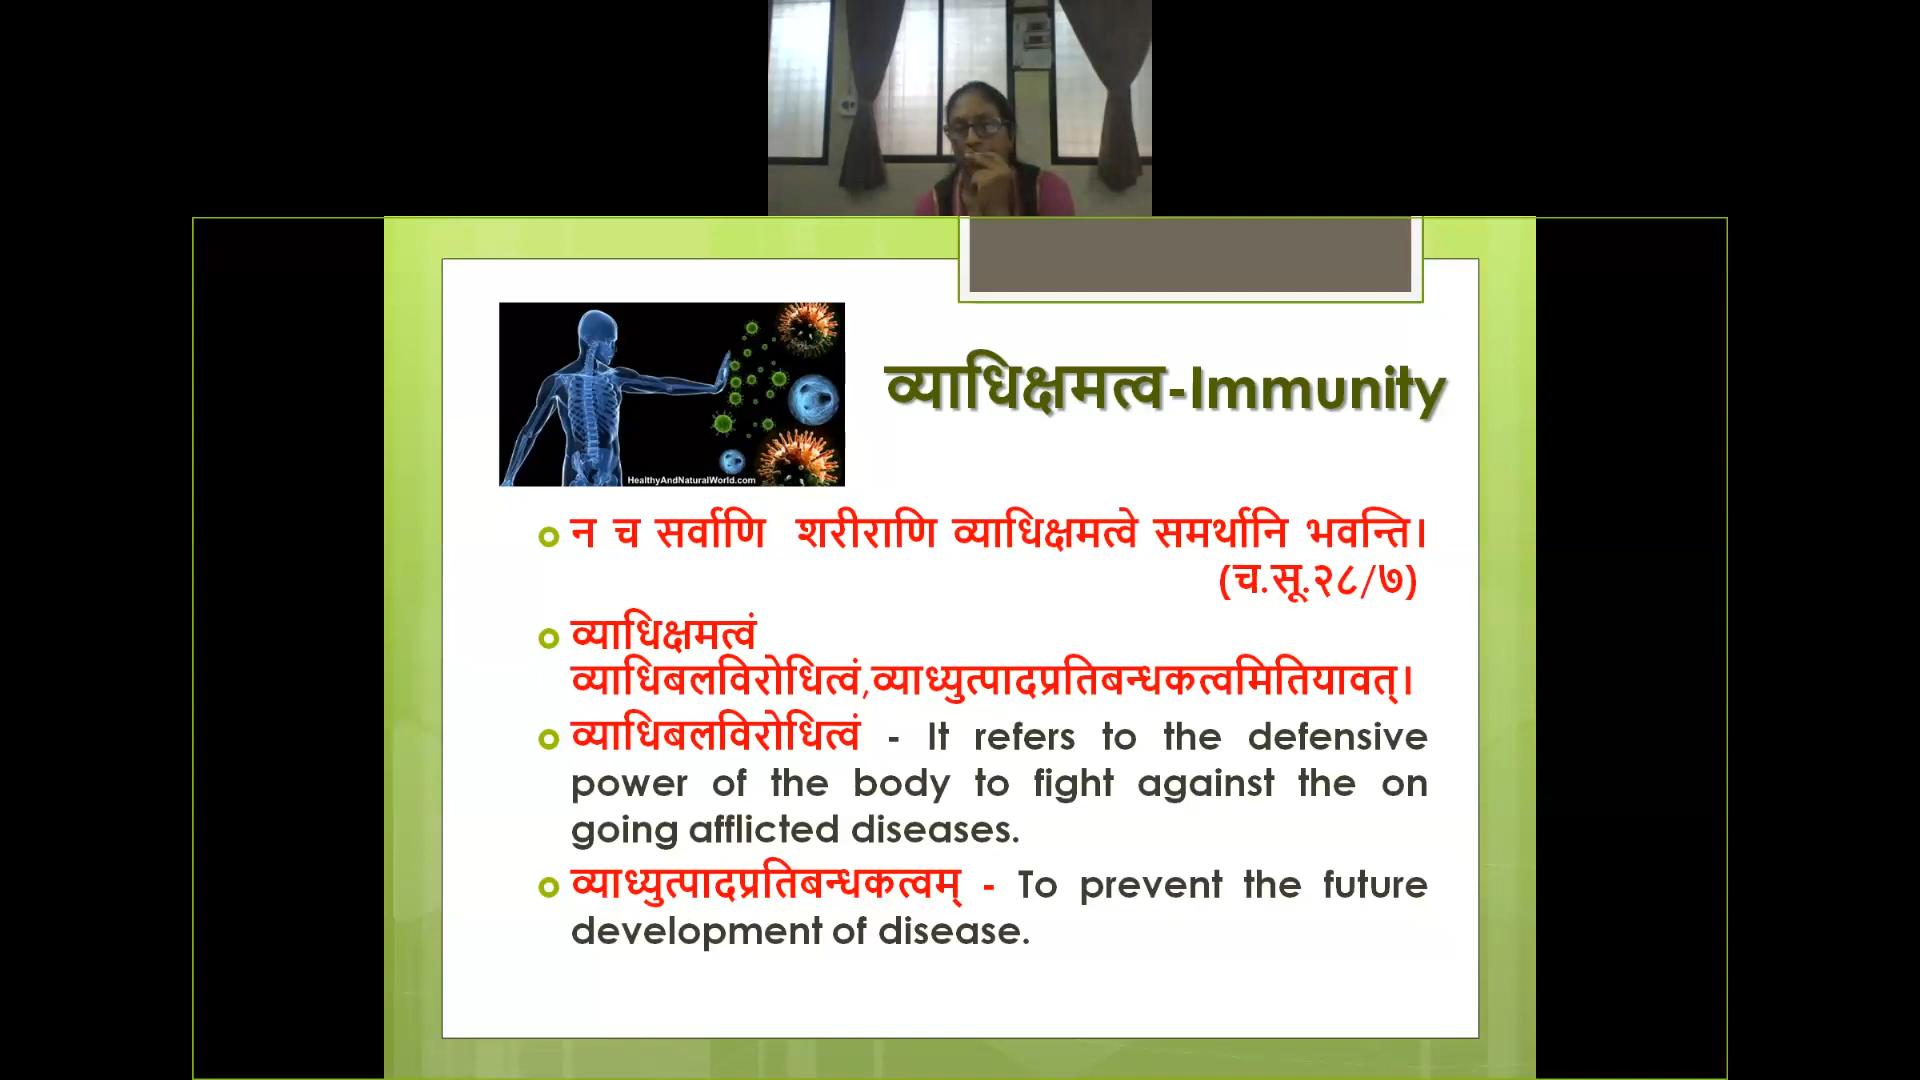 व्याधिक्षमत्व-Immunity
HealthyAndNaturalWorld.com
न च सर्वाणि शरीराणि व्याधिक्षमत्वे समर्थानि भवन्ति।
(च.सू.२८/७)
व्याधिक्षमत्वं
व्याधिबलविरोधित्वं,व्याध्युत्पादप्रतिबन्धकत्वमितियावत्।
व्याधिबलविरोधित्वं - It refers to the defensive
power of the body to fight against the on
going afflicted diseases.
व्याध्युत्पादप्रतिबन्धकत्वम् - To prevent the future
development of disease.